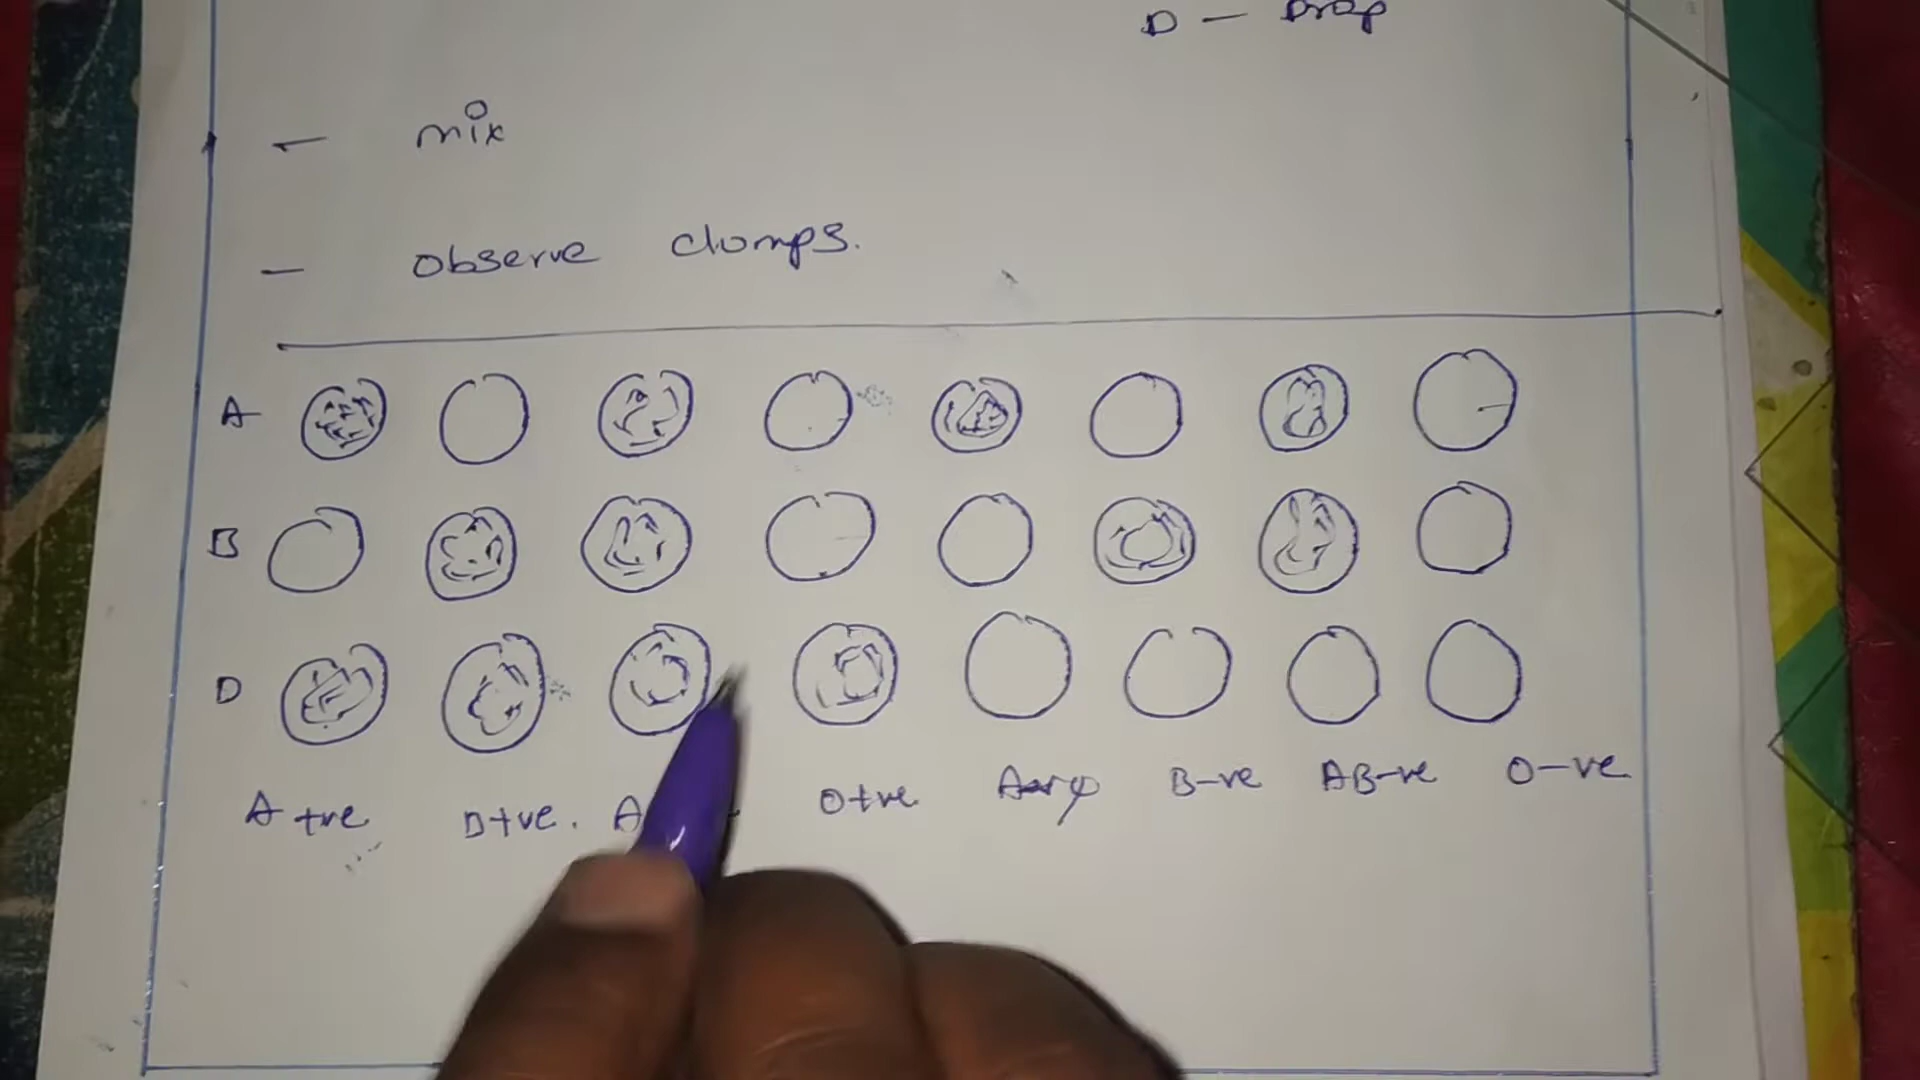 D — Drop
— mix
— observe clumps.
A
B
D
A +ve B+ve. A O+ve B-ve AB-ve O-ve